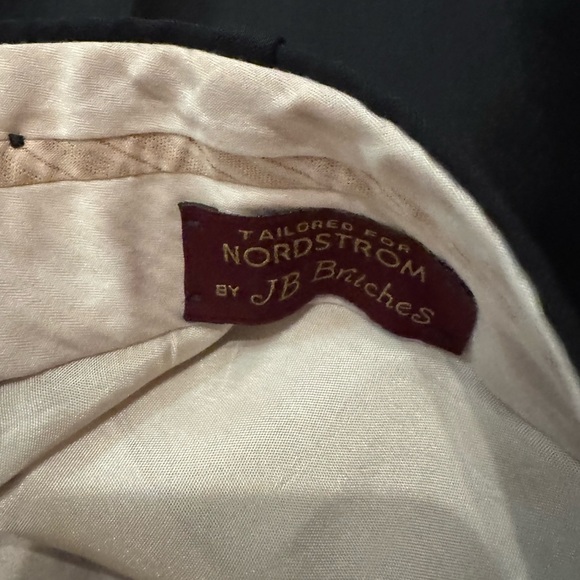 TAILORED FOR
NORDSTROM
BY JB Britches